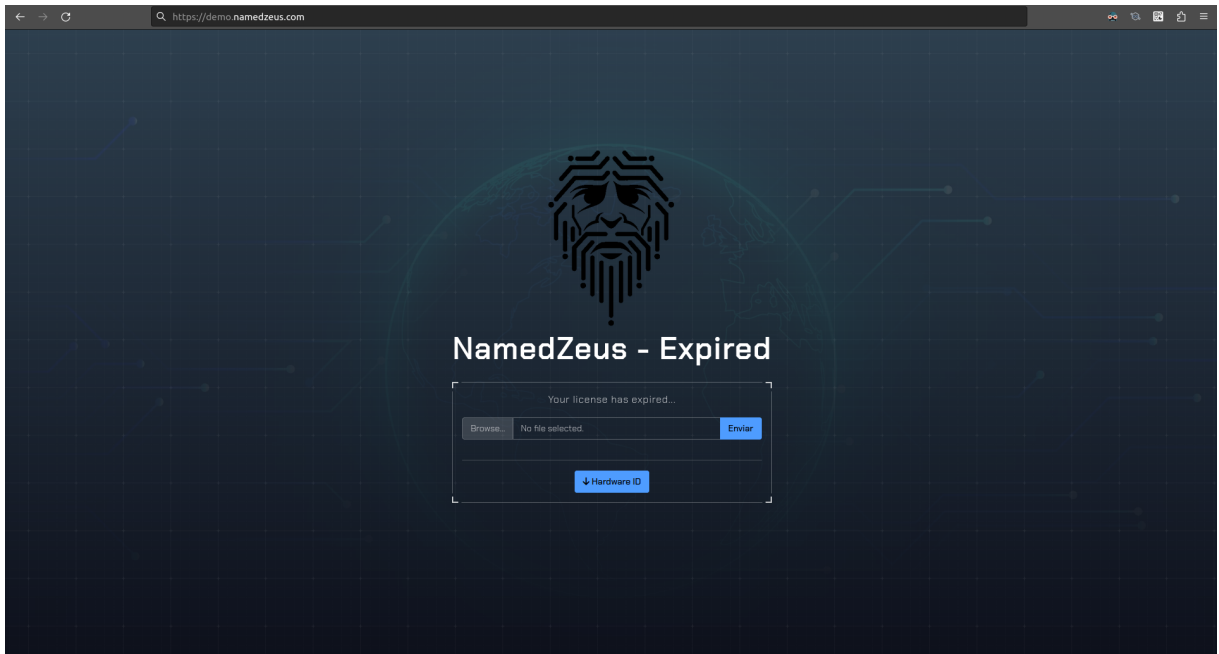 https://demo.namedzeus.com
NamedZeus - Expired
Your license has expired...
Browse... No file selected. Enviar
Hardware ID